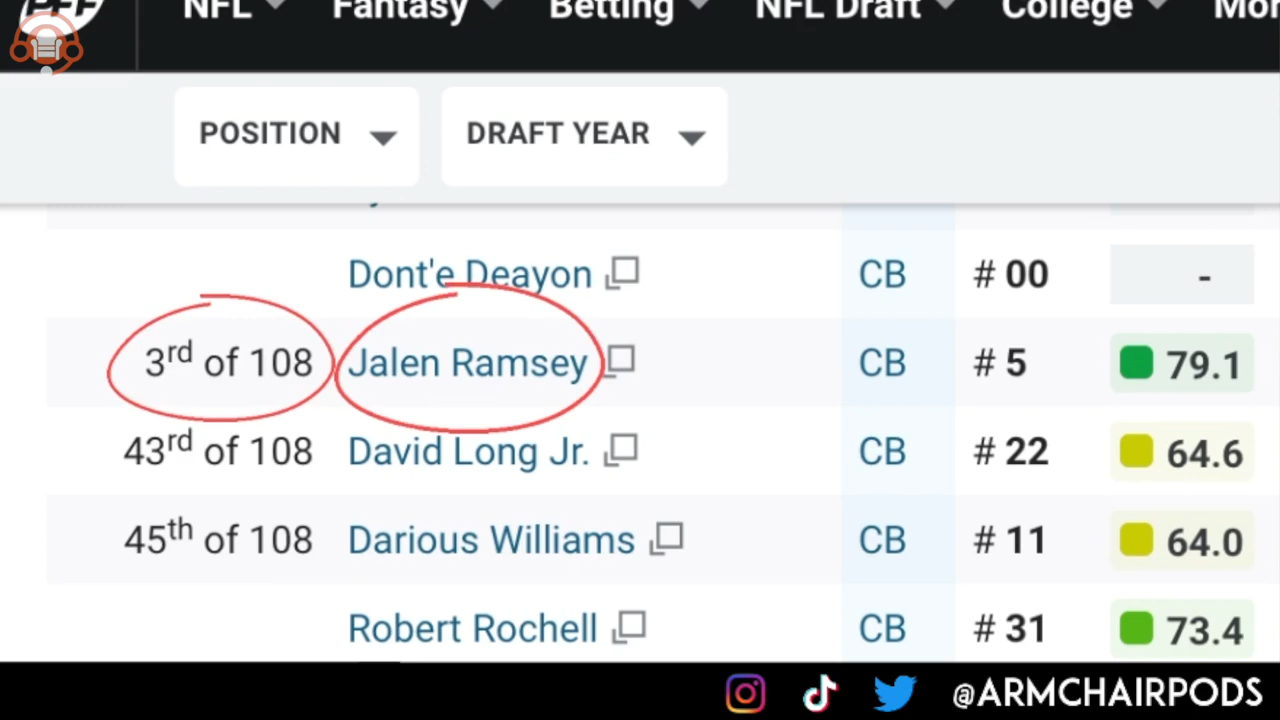 PFF NFL Fantasy Betting NFL Draft College
POSITION DRAFT YEAR
Dont'e Deayon CB # 00 -
3rd of 108 Jalen Ramsey CB # 5 79.1
43rd of 108 David Long Jr. CB # 22 64.6
45th of 108 Darious Williams CB # 11 64.0
Robert Rochell CB # 31 73.4
@ARMCHAIRPODS